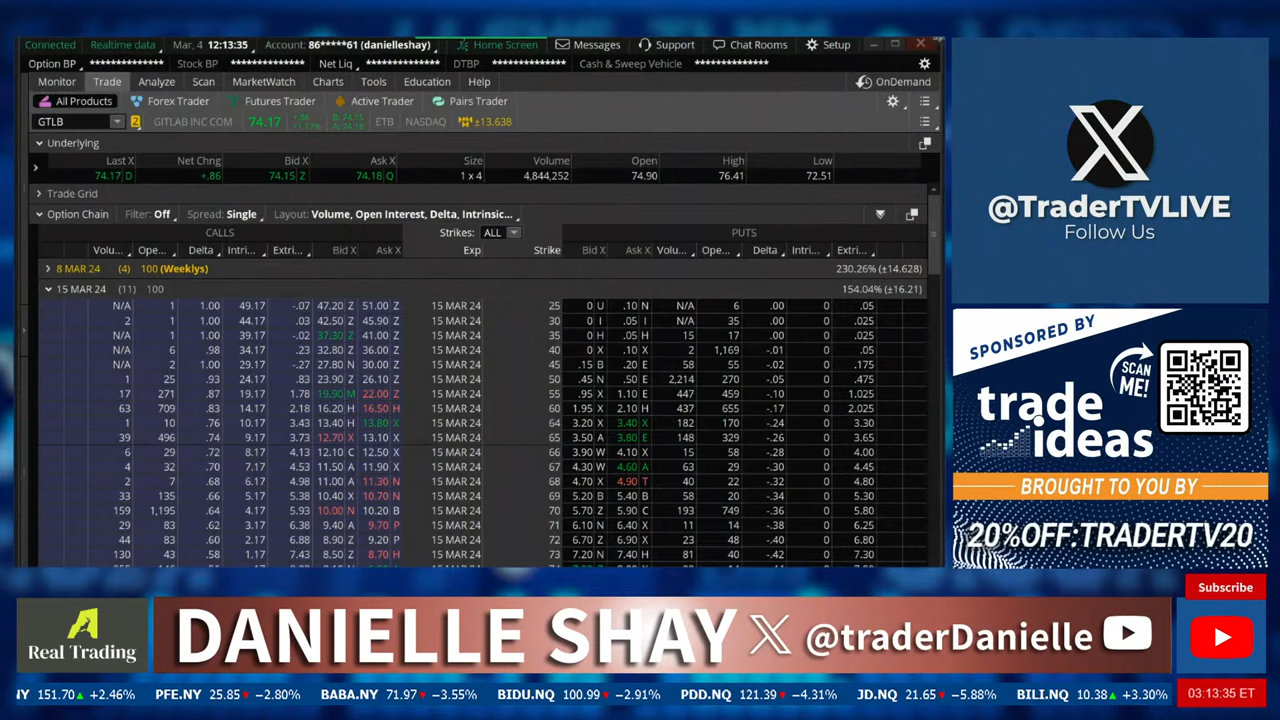 Connected Realtime data Mar, 4 12:13:35 Account: 86*****61 (danielleshay) Home Screen Messages Support Chat Rooms Setup
Option BP ************** Stock BP ************** Net Liq ************** DTBP ************** Cash & Sweep Vehicle **************
Monitor Trade Analyze Scan MarketWatch Charts Tools Education Help OnDemand
All Products Forex Trader Futures Trader Active Trader Pairs Trader
GTLB 2 GITLAB INC COM 74.17 +.86 +1.17% B: 74.15 A: 74.18 ETB NASDAQ ±13.638
Underlying
Last X Net Chng Bid X Ask X Size Volume Open High Low
74.17 D +.86 74.15 Z 74.18 Q 1 x 4 4,844,252 74.90 76.41 72.51
Trade Grid
Option Chain Filter: Off Spread: Single Layout: Volume, Open Interest, Delta, Intrinsic...
CALLS Strikes: ALL PUTS
Volu... Ope... Delta Intri... Extri... Bid X Ask X Exp Strike Bid X Ask X Volu... Ope... Delta Intri... Extri...
8 MAR 24 (4) 100 (Weeklys) 230.26% (±14.628)
15 MAR 24 (11) 100 154.04% (±16.21)
N/A 1 1.00 49.17 -.07 47.20 Z 51.00 Z 15 MAR 24 25 0 U .10 N N/A 6 .00 0 .05
2 1.00 44.17 .03 42.50 Z 45.90 Z 15 MAR 24 30 0 I .05 I N/A 35 .00 0 .025
N/A 5 1.00 39.17 -.02 37.30 Z 41.00 Z 15 MAR 24 35 0 H .05 H 15 17 .00 0 .025
N/A 6 .98 34.17 .23 32.80 Z 36.00 Z 15 MAR 24 40 0 X .10 X 2 1,169 -.01 0 .05
N/A 2 1.00 29.17 -.27 27.80 N 30.00 Z 15 MAR 24 45 .15 B .20 E 58 55 -.02 0 .175
1 25 .93 24.17 .83 23.90 Z 26.10 Z 15 MAR 24 50 .45 N .50 E 2,214 270 -.05 0 .475
17 271 .87 19.17 1.78 19.90 M 22.00 Z 15 MAR 24 55 .95 X 1.10 E 447 459 -.10 0 1.025
63 709 .83 14.17 2.18 16.20 H 16.50 H 15 MAR 24 60 1.95 X 2.10 H 437 655 -.17 0 2.025
1 10 .76 10.17 3.43 13.40 H 13.80 X 15 MAR 24 64 3.20 X 3.40 X 182 170 -.24 0 3.30
39 496 .74 9.17 3.73 12.70 X 13.10 X 15 MAR 24 65 3.50 A 3.80 E 148 329 -.26 0 3.65
6 29 .72 8.17 4.13 12.10 C 12.50 X 15 MAR 24 66 3.90 W 4.10 X 15 58 -.28 0 4.00
4 32 .70 7.17 4.53 11.50 A 11.90 X 15 MAR 24 67 4.30 W 4.60 A 63 29 -.30 0 4.45
2 7 .68 6.17 4.98 11.00 A 11.30 N 15 MAR 24 68 4.70 X 4.90 T 40 22 -.32 0 4.80
33 135 .66 5.17 5.38 10.40 X 10.70 N 15 MAR 24 69 5.20 B 5.40 B 58 20 -.34 0 5.30
159 1,195 .64 4.17 5.93 10.00 N 10.20 B 15 MAR 24 70 5.70 Z 5.90 C 193 749 -.36 0 5.80
29 83 .62 3.17 6.38 9.40 A 9.70 P 15 MAR 24 71 6.10 N 6.40 X 11 14 -.38 0 6.25
44 83 .60 2.17 6.88 8.90 Z 9.20 P 15 MAR 24 72 6.70 Z 6.90 X 23 48 -.40 0 6.80
130 43 .58 1.17 7.43 8.50 Z 8.70 H 15 MAR 24 73 7.20 N 7.40 H 81 40 -.42 0 7.30
@TraderTVLIVE
Follow Us
SPONSORED BY
SCAN ME!
trade ideas
BROUGHT TO YOU BY
20%OFF:TRADERTV20
Subscribe
Real Trading
DANIELLE SHAY @traderDanielle
NY 151.70 +2.46% PFE.NY 25.85 -2.80% BABA.NY 71.97 -3.55% BIDU.NQ 100.99 -2.91% PDD.NQ 121.39 -4.31% JD.NQ 21.65 -5.88% BILI.NQ 10.38 +3.30% 03:13:35 ET